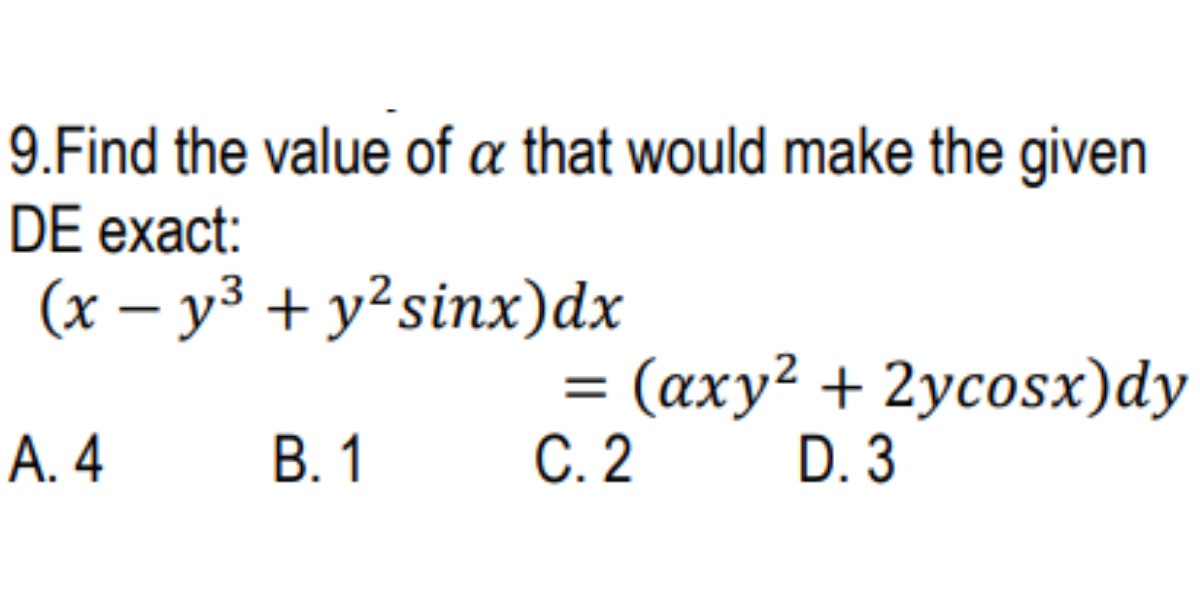 9.Find the value of α that would make the given
DE exact:
(x − y³ + y²sinx)dx
= (αxy² + 2ycosx)dy
A. 4 B. 1 C. 2 D. 3